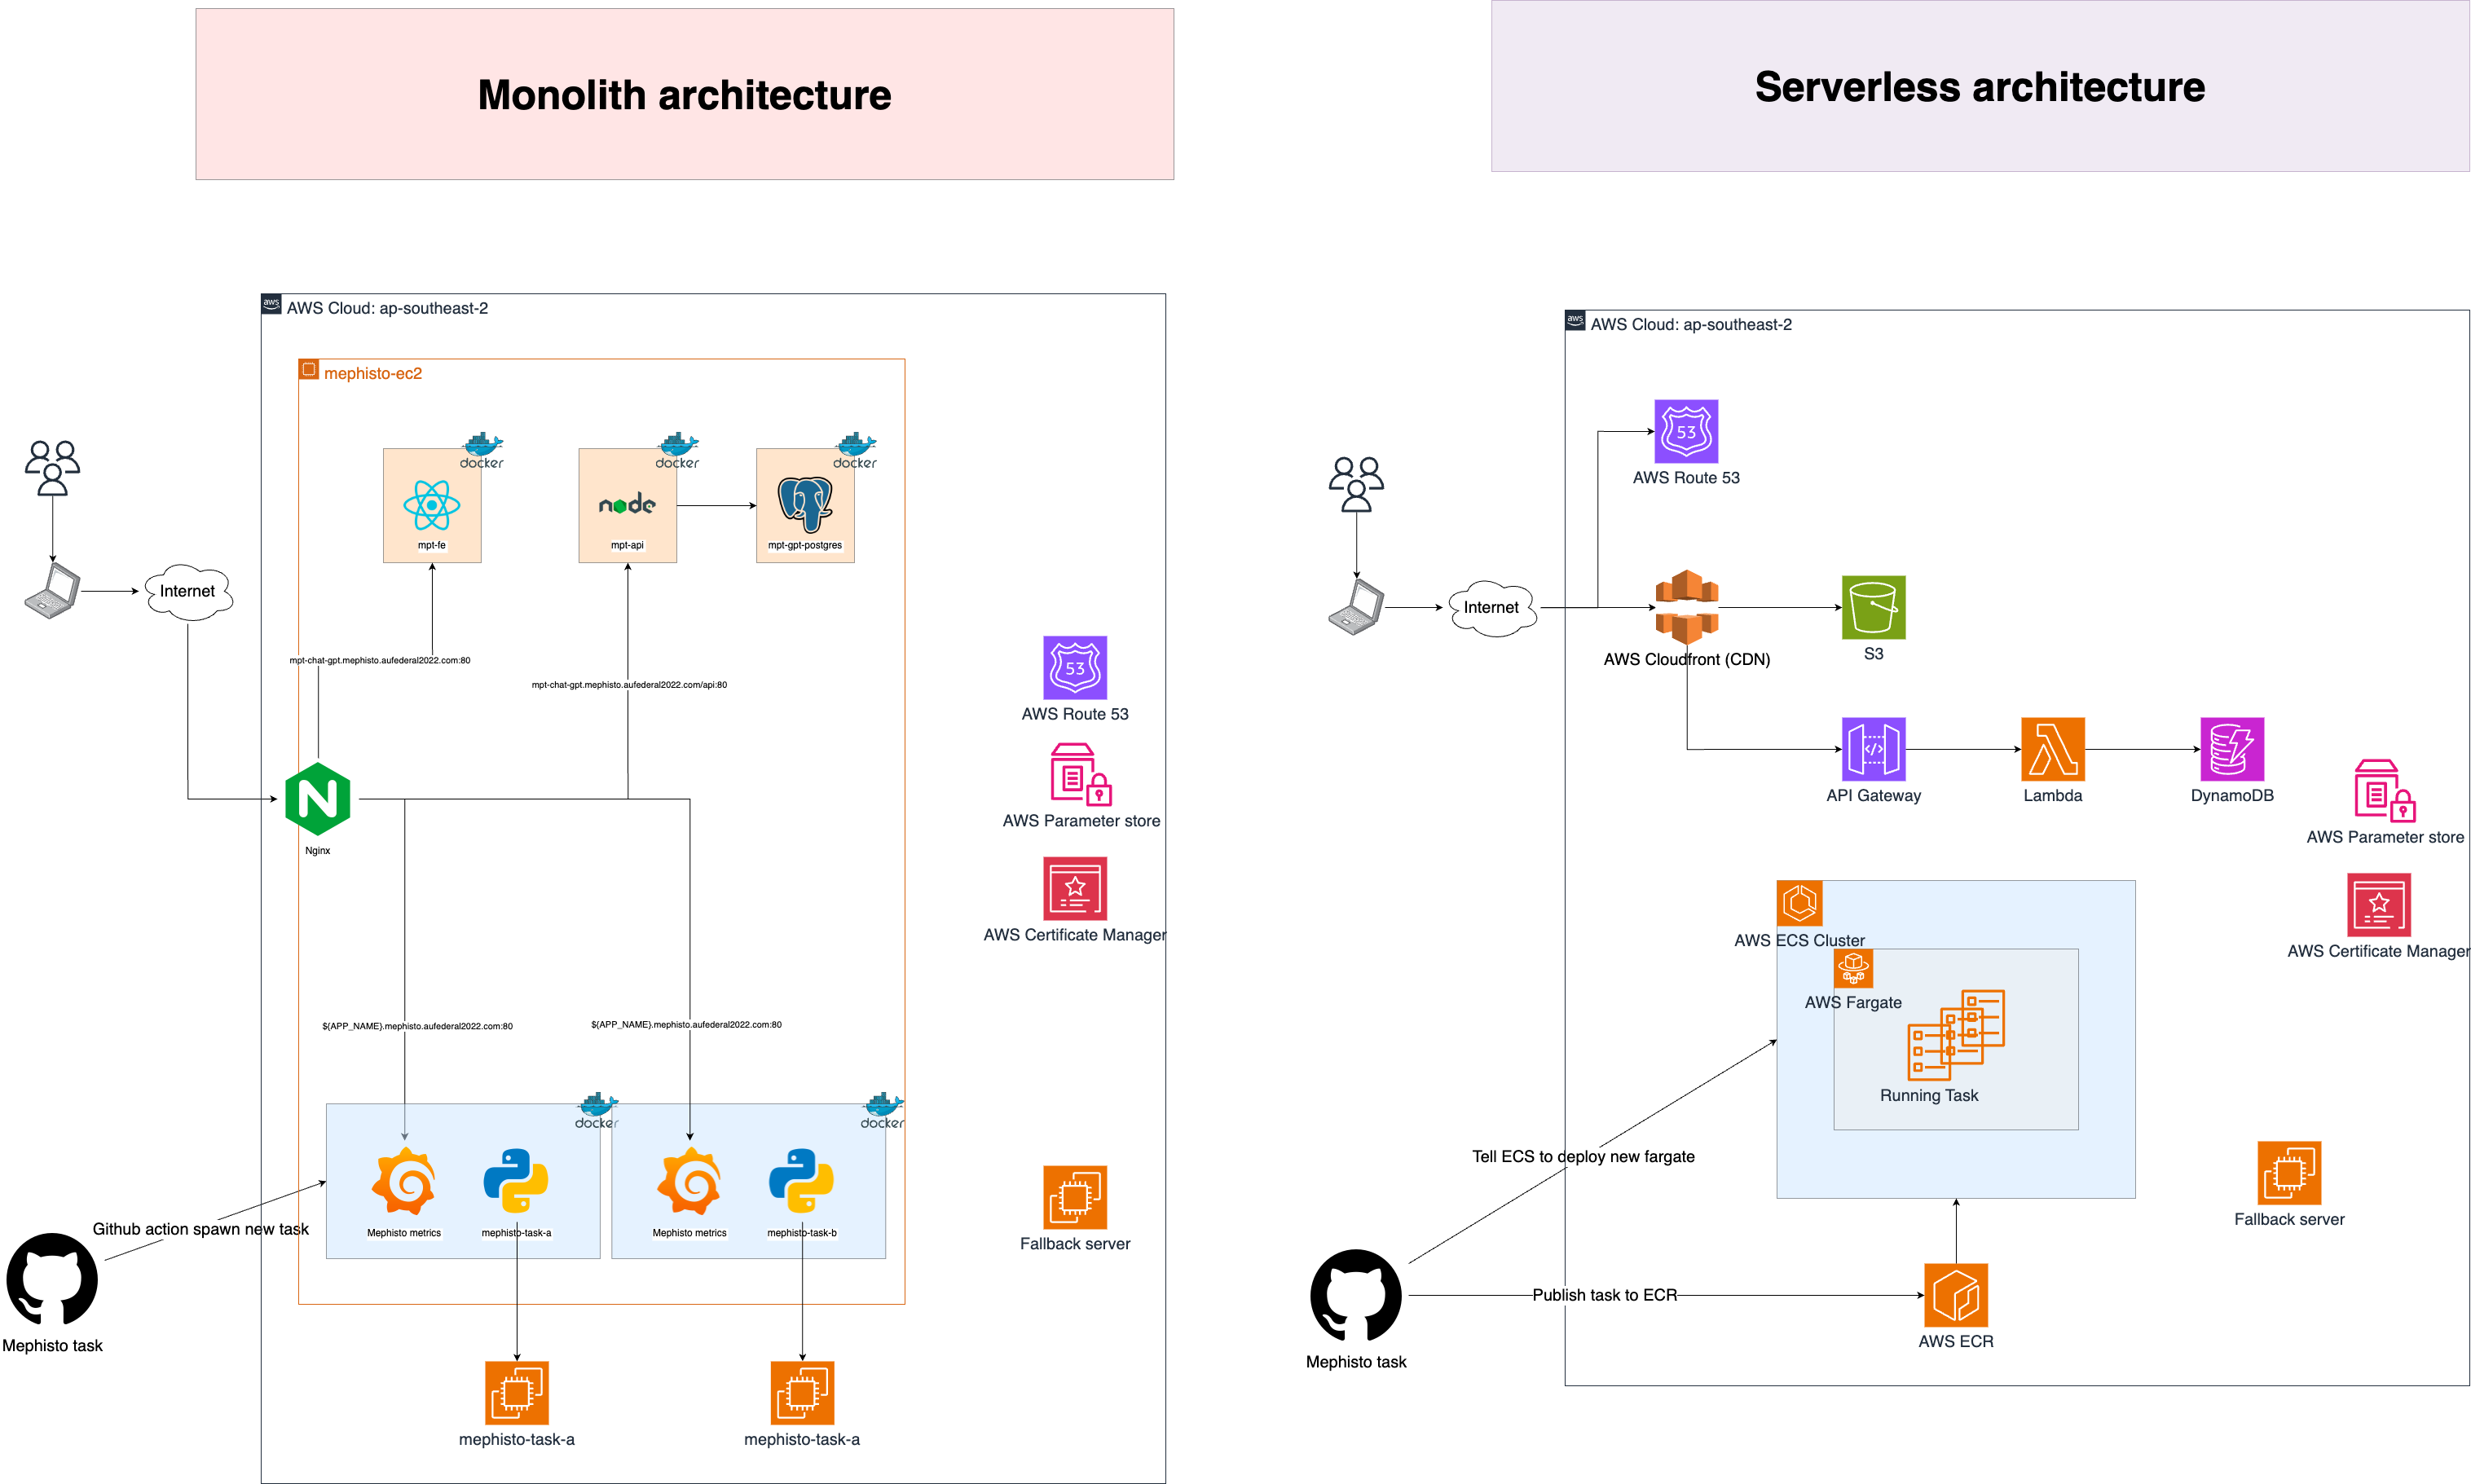 Monolith architecture
aws
AWS Cloud: ap-southeast-2
mephisto-ec2
docker
docker
docker
node
mpt-fe
mpt-api
mpt-gpt-postgres
Internet
mpt-chat-gpt.mephisto.aufederal2022.com:80
mpt-chat-gpt.mephisto.aufederal2022.com/api:80
53
AWS Route 53
AWS Parameter store
N
Nginx
AWS Certificate Manager
${APP_NAME}.mephisto.aufederal2022.com:80
${APP_NAME}.mephisto.aufederal2022.com:80
docker
docker
Mephisto metrics
mephisto-task-a
Mephisto metrics
mephisto-task-b
Github action spawn new task
Fallback server
Mephisto task
mephisto-task-a
mephisto-task-a
Serverless architecture
aws
AWS Cloud: ap-southeast-2
53
AWS Route 53
Internet
AWS Cloudfront (CDN)
S3
</>
API Gateway
Lambda
DynamoDB
AWS Parameter store
AWS ECS Cluster
AWS Certificate Manager
AWS Fargate
Running Task
Tell ECS to deploy new fargate
Fallback server
Publish task to ECR
AWS ECR
Mephisto task